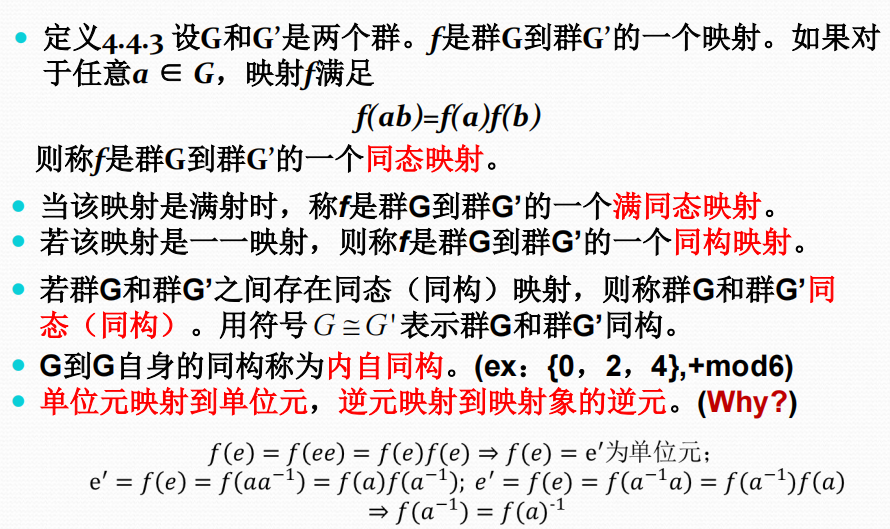 定义4.4.3 设G和G’是两个群。f是群G到群G’的一个映射。如果对
于任意a ∈ G，映射f满足
f(ab)=f(a)f(b)
则称f是群G到群G’的一个同态映射。
当该映射是满射时，称f是群G到群G’的一个满同态映射。
若该映射是一一映射，则称f是群G到群G’的一个同构映射。
若群G和群G’之间存在同态（同构）映射，则称群G和群G’同
态（同构）。用符号 G ≅ G' 表示群G和群G’同构。
G到G自身的同构称为内自同构。(ex：{0，2，4},+mod6)
单位元映射到单位元，逆元映射到映射象的逆元。(Why?)
f(e) = f(ee) = f(e)f(e) ⇒ f(e) = e′为单位元；
e′ = f(e) = f(aa⁻¹) = f(a)f(a⁻¹); e′ = f(e) = f(a⁻¹a) = f(a⁻¹)f(a)
⇒ f(a⁻¹) = f(a)⁻¹